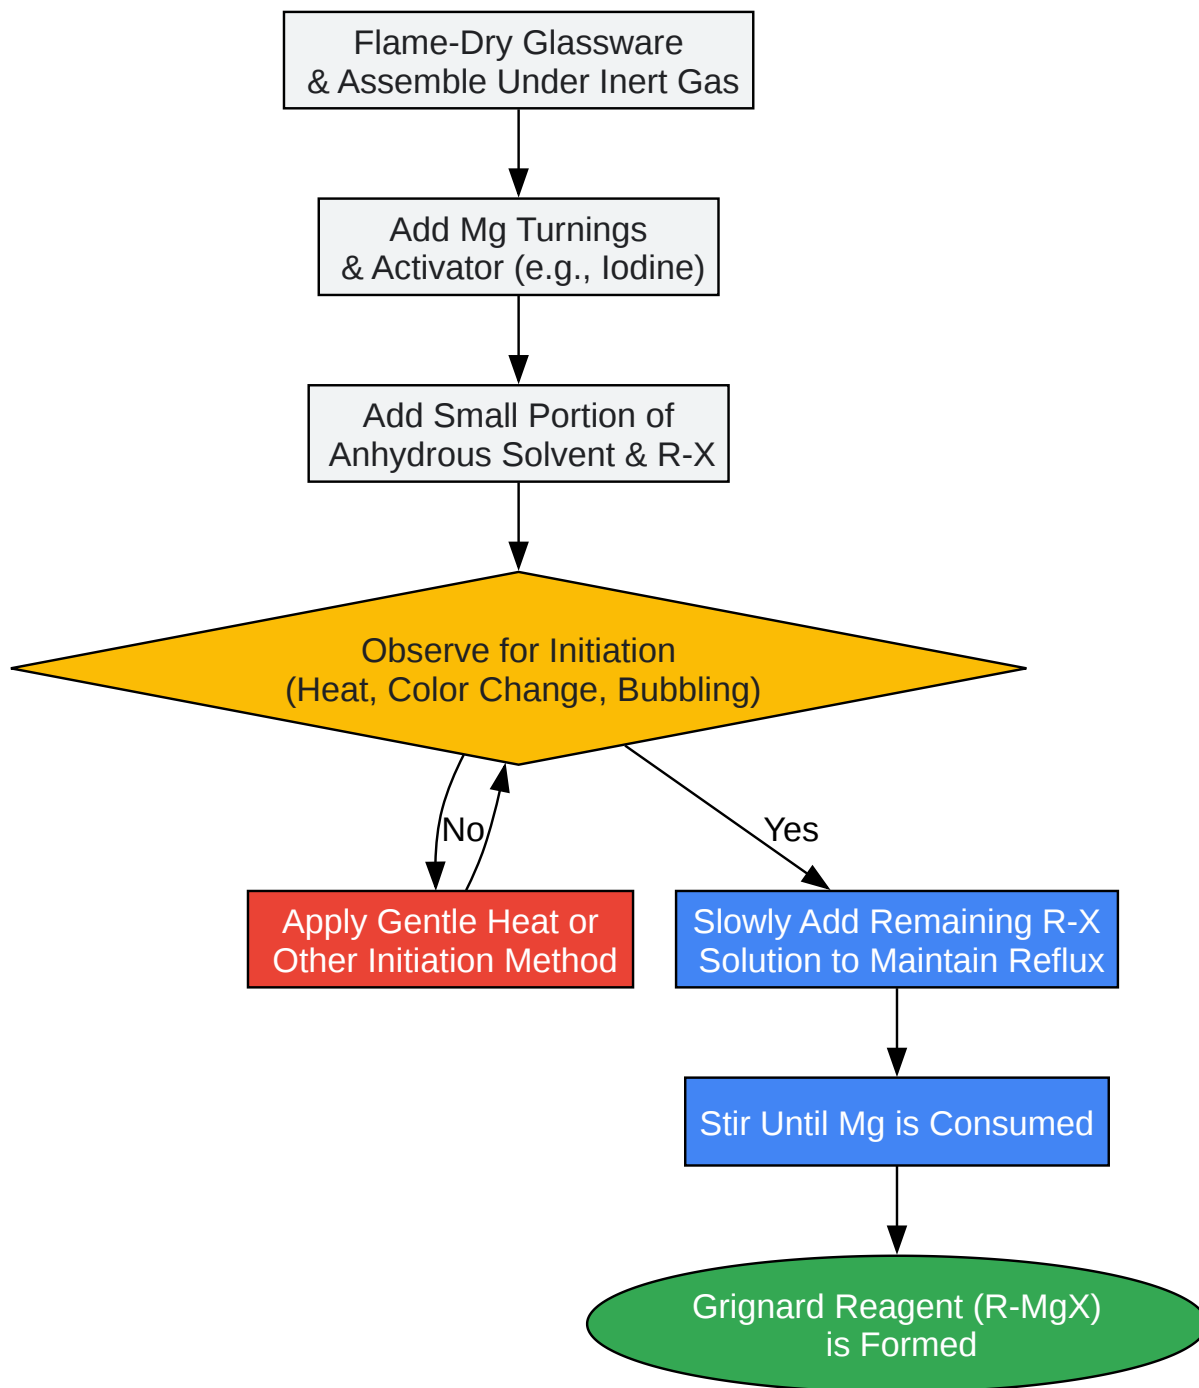 Flame-Dry Glassware
& Assemble Under Inert Gas
Add Mg Turnings
& Activator (e.g., Iodine)
Add Small Portion of
Anhydrous Solvent & R-X
Observe for Initiation
(Heat, Color Change, Bubbling)
No
Yes
Apply Gentle Heat or
Other Initiation Method
Slowly Add Remaining R-X
Solution to Maintain Reflux
Stir Until Mg is Consumed
Grignard Reagent (R-MgX)
is Formed